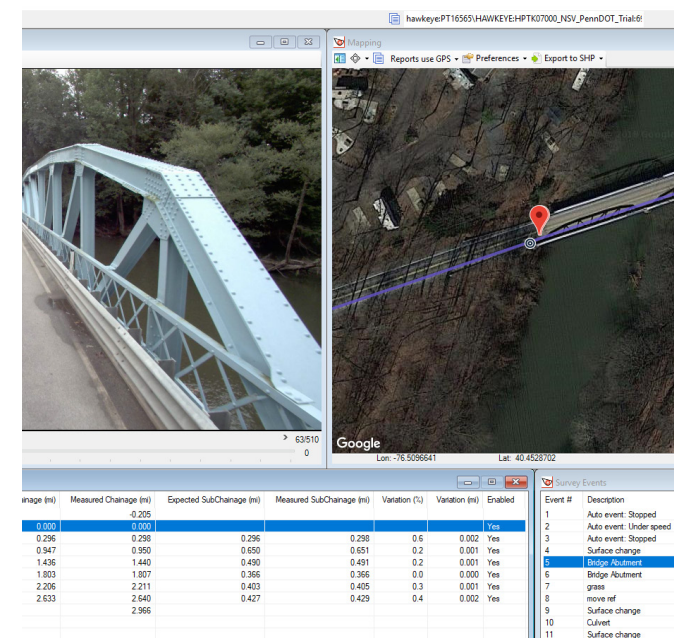 hawkeye:PT16565\HAWKEYE:HPTK07000_NSV_PennDOT_Trial:6
Mapping
Reports use GPS Preferences Export to SHP
63/510
0
Google
Lon: -76.5096641 Lat: 40.4528702
Survey Events
Measured Chainage (mi) Expected SubChainage (mi) Measured SubChainage (mi) Variation (%) Variation (mi) Enabled
-0.205
0.000 0.000 Yes
0.296 0.298 0.296 0.298 0.6 0.002 Yes
0.947 0.950 0.650 0.651 0.2 0.001 Yes
1.436 1.440 0.490 0.491 0.2 0.001 Yes
1.803 1.807 0.366 0.366 0.0 0.000 Yes
2.206 2.211 0.403 0.405 0.3 0.001 Yes
2.633 2.640 0.427 0.429 0.4 0.002 Yes
2.966
Event # Description
1 Auto event: Stopped
2 Auto event: Under speed
3 Auto event: Stopped
4 Surface change
5 Bridge Abutment
6 Bridge Abutment
7 grass
8 move ref
9 Surface change
10 Culvert
11 Surface change